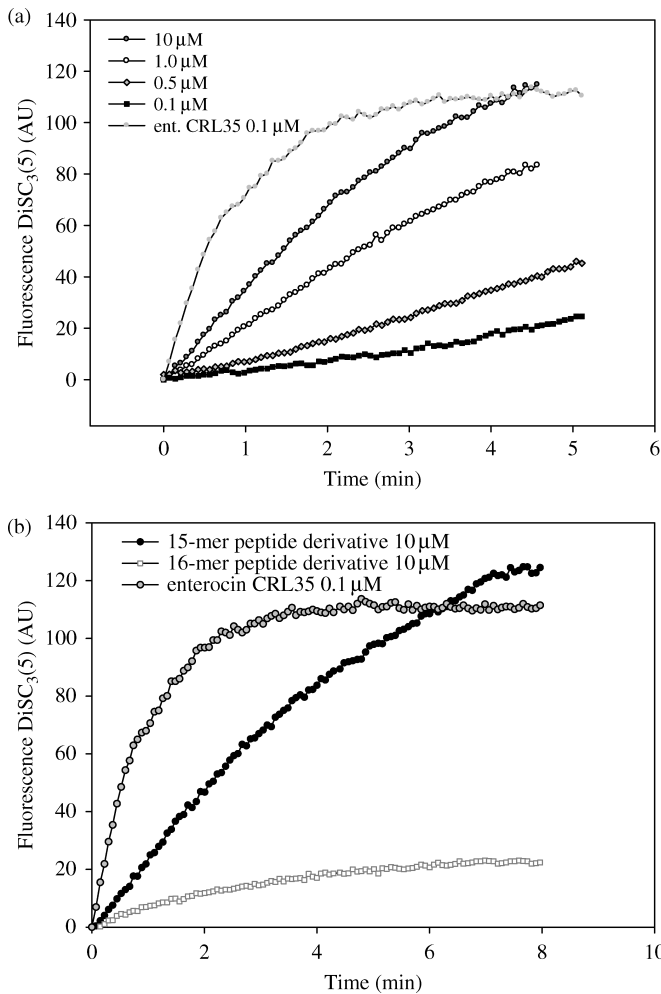 (a)
140
120
100
80
60
40
20
0
Fluorescence DiSC3(5) (AU)
10 μM
1.0 μM
0.5 μM
0.1 μM
ent. CRL35 0.1 μM
0 1 2 3 4 5 6
Time (min)
(b)
140
120
100
80
60
40
20
0
Fluorescence DiSC3(5) (AU)
15-mer peptide derivative 10 μM
16-mer peptide derivative 10 μM
enterocin CRL35 0.1 μM
0 2 4 6 8 10
Time (min)